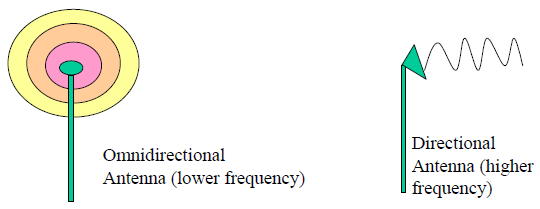 Omnidirectional
Antenna (lower frequency)
Directional
Antenna (higher
frequency)